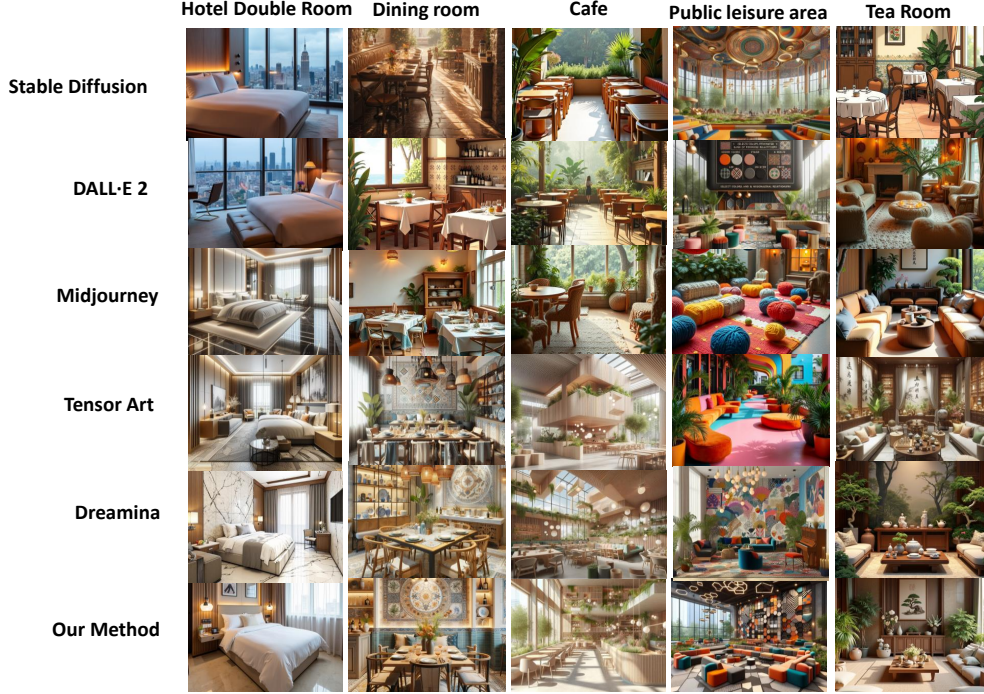 Hotel Double Room Dining room Cafe Public leisure area Tea Room
Stable Diffusion
DALL·E 2
Midjourney
Tensor Art
Dreamina
Our Method